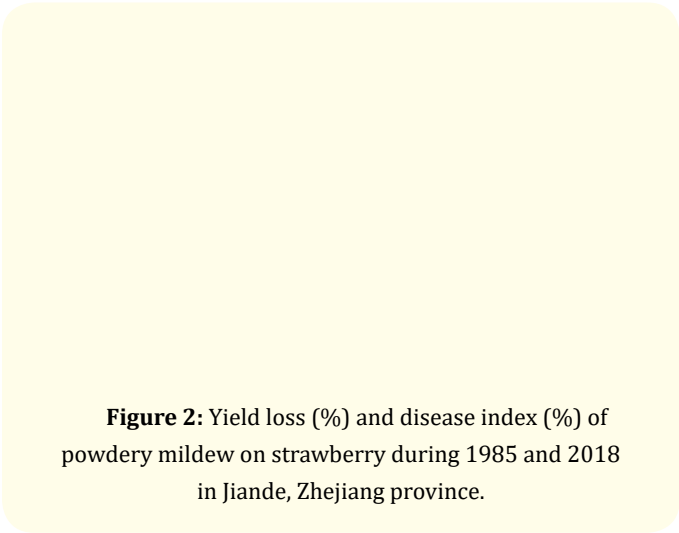 Figure 2: Yield loss (%) and disease index (%) of
powdery mildew on strawberry during 1985 and 2018
in Jiande, Zhejiang province.